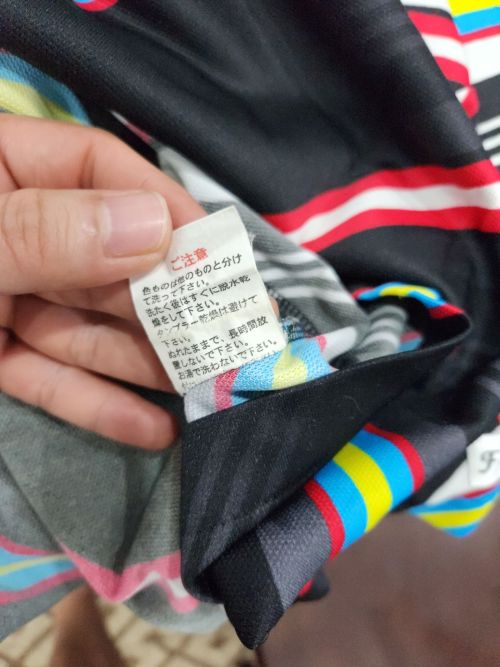 ご注意
色ものは他のものと分け
て洗って下さい。
洗たく後はすぐに脱水乾
燥をして下さい。
タンブラー乾燥は避けて
下さい。
ぬれたままで、長時間放
置しないで下さい。
お湯で洗わないで下さい。
F